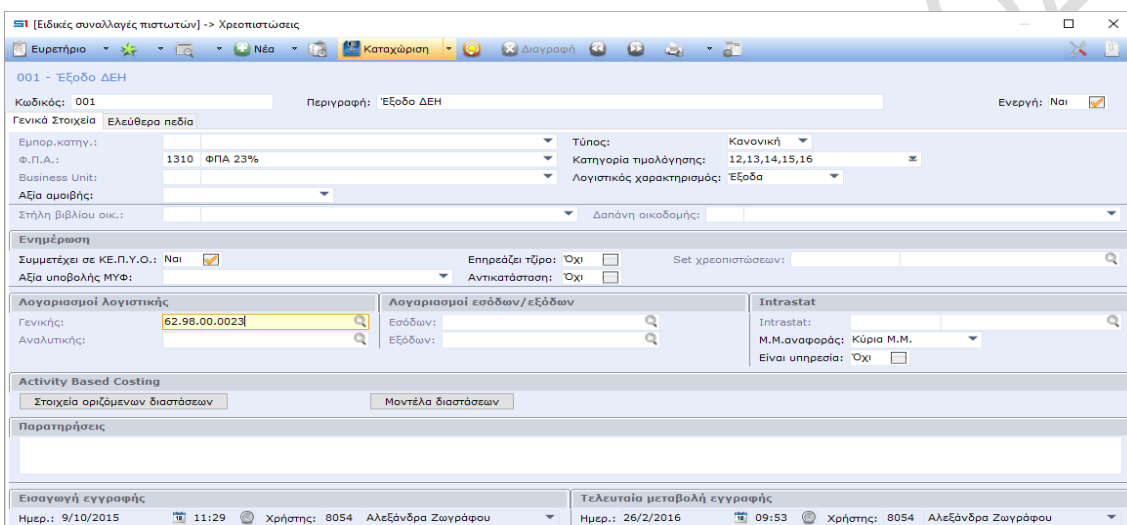 S1 [Ειδικές συναλλαγές πιστωτών] -> Χρεοπιστώσεις
Ευρετήριο Νέα Καταχώριση Διαγραφή
001 - Έξοδο ΔΕΗ
Κωδικός: 001 Περιγραφή: Έξοδο ΔΕΗ Ενεργή: Ναι
Γενικά Στοιχεία Ελεύθερα πεδία
Εμπορ.κατηγ.: Τύπος: Κανονική
Φ.Π.Α.: 1310 ΦΠΑ 23% Κατηγορία τιμολόγησης: 12,13,14,15,16
Business Unit: Λογιστικός χαρακτηρισμός: Έξοδα
Αξία αμοιβής:
Στήλη βιβλίου οικ.: Δαπάνη οικοδομής:
Ενημέρωση
Συμμετέχει σε ΚΕ.Π.Υ.Ο.: Ναι Επηρεάζει τζίρο: Όχι Set χρεοπιστώσεων:
Αξία υποβολής ΜΥΦ: Αντικατάσταση: Όχι
Λογαριασμοί λογιστικής Λογαριασμοί εσόδων/εξόδων Intrastat
Γενικής: 62.98.00.0023 Εσόδων: Intrastat:
Αναλυτικής: Εξόδων: Μ.Μ.αναφοράς: Κύρια Μ.Μ.
Είναι υπηρεσία: Όχι
Activity Based Costing
Στοιχεία οριζόμενων διαστάσεων Μοντέλα διαστάσεων
Παρατηρήσεις
Εισαγωγή εγγραφής Τελευταία μεταβολή εγγραφής
Ημερ.: 9/10/2015 11:29 Χρήστης: 8054 Αλεξάνδρα Ζωγράφου Ημερ.: 26/2/2016 09:53 Χρήστης: 8054 Αλεξάνδρα Ζωγράφου